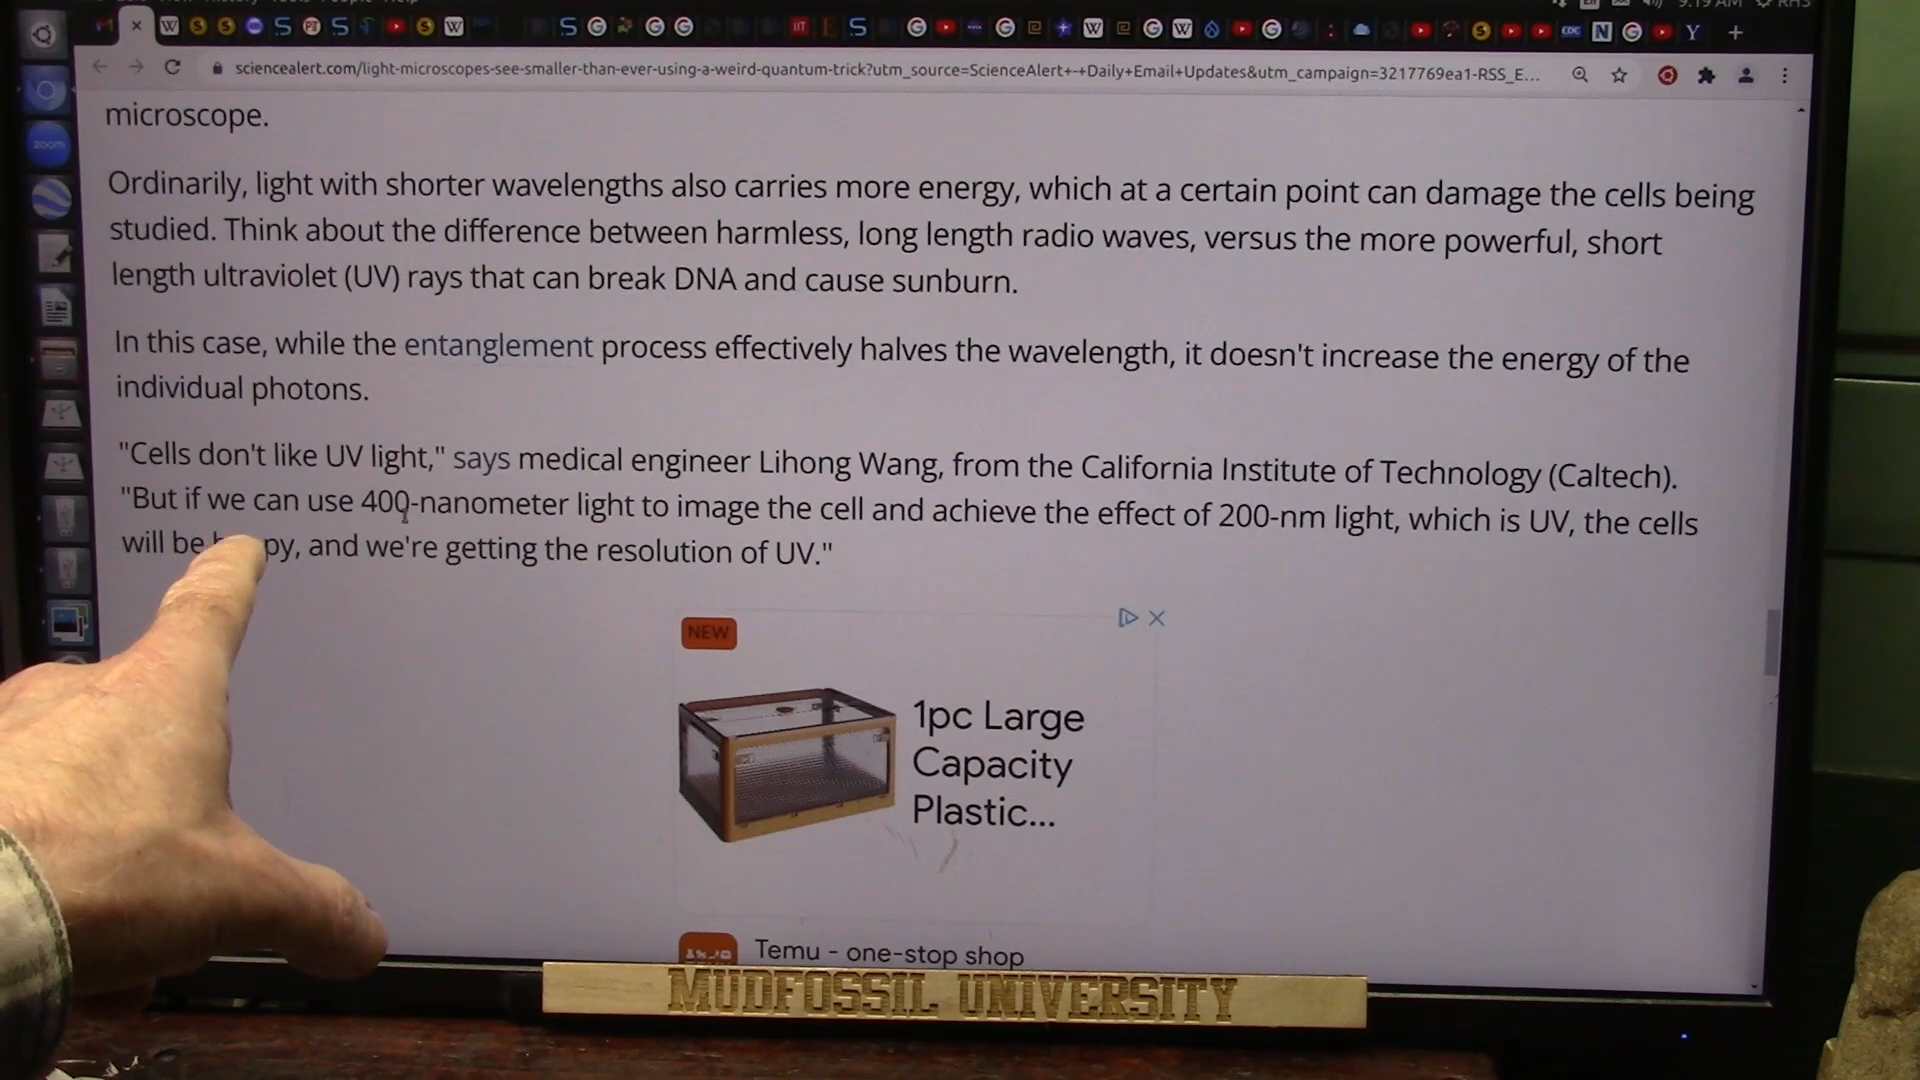 9:19 AM
RHS
sciencealert.com/light-microscopes-see-smaller-than-ever-using-a-weird-quantum-trick?utm_source=ScienceAlert+-+Daily+Email+Updates&utm_campaign=3217769ea1-RSS_E...
zoom
microscope.
Ordinarily, light with shorter wavelengths also carries more energy, which at a certain point can damage the cells being
studied. Think about the difference between harmless, long length radio waves, versus the more powerful, short
length ultraviolet (UV) rays that can break DNA and cause sunburn.
In this case, while the entanglement process effectively halves the wavelength, it doesn't increase the energy of the
individual photons.
"Cells don't like UV light," says medical engineer Lihong Wang, from the California Institute of Technology (Caltech).
"But if we can use 400-nanometer light to image the cell and achieve the effect of 200-nm light, which is UV, the cells
will be py, and we're getting the resolution of UV."
NEW
1pc Large
Capacity
Plastic...
Temu - one-stop shop
MUDFOSSIL UNIVERSITY